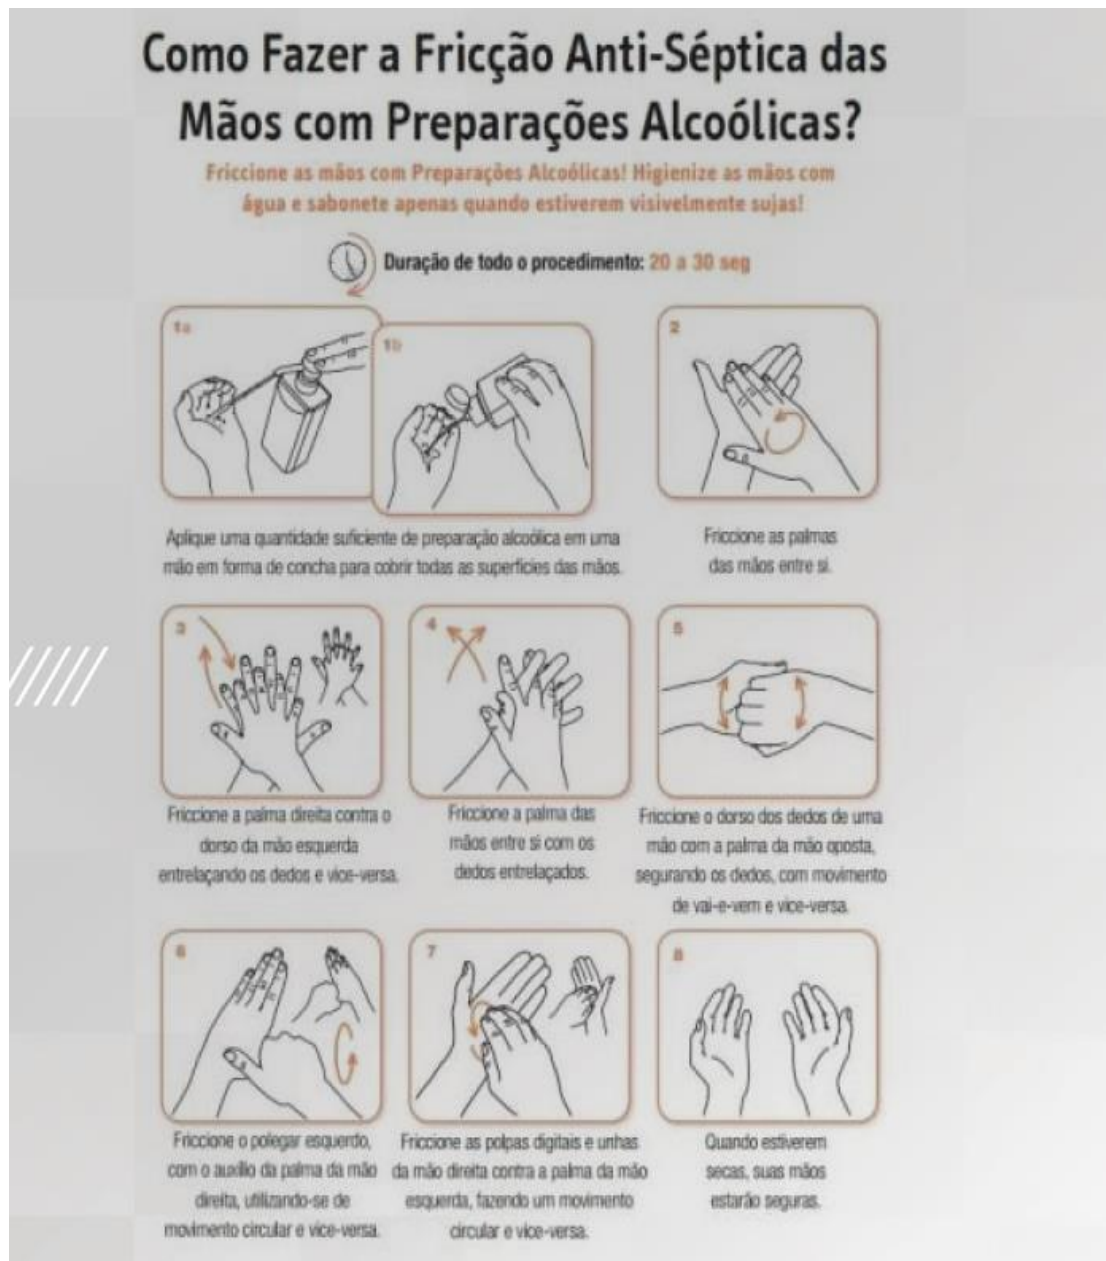 Como Fazer a Fricção Anti-Séptica das
Mãos com Preparações Alcoólicas?
Friccione as mãos com Preparações Alcoólicas! Higienize as mãos com
água e sabonete apenas quando estiverem visivelmente sujas!
Duração de todo o procedimento: 20 a 30 seg
1a
1b
2
Aplique uma quantidade suficiente de preparação alcoólica em uma
mão em forma de concha para cobrir todas as superfícies das mãos.
Friccione as palmas
das mãos entre si.
3
4
5
Friccione a palma direita contra o
dorso da mão esquerda
entrelaçando os dedos e vice-versa.
Friccione a palma das
mãos entre si com os
dedos entrelaçados.
Friccione o dorso dos dedos de uma
mão com a palma da mão oposta,
segurando os dedos, com movimento
de vai-e-vem e vice-versa.
6
7
8
Friccione o polegar esquerdo,
com o auxílio da palma da mão
direita, utilizando-se de
movimento circular e vice-versa.
Friccione as polpas digitais e unhas
da mão direita contra a palma da mão
esquerda, fazendo um movimento
circular e vice-versa.
Quando estiverem
secas, suas mãos
estarão seguras.